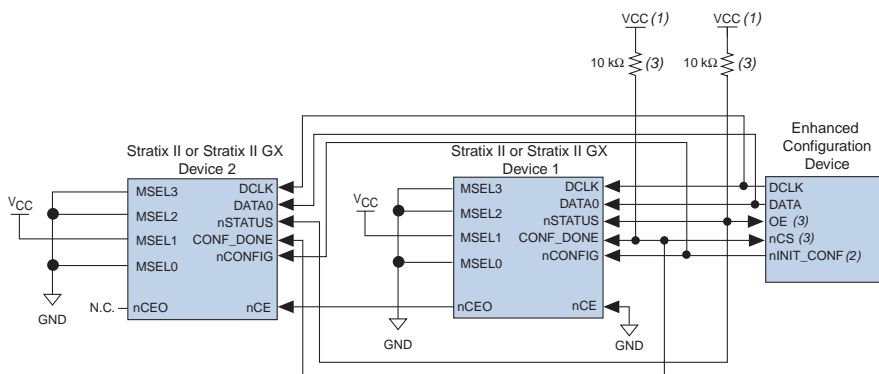 VCC (1)
VCC (1)
10 kΩ
(3)
10 kΩ
(3)
Enhanced
Configuration
Device
Stratix II or Stratix II GX
Device 2
Stratix II or Stratix II GX
Device 1
VCC
MSEL3
MSEL2
MSEL1
MSEL0
DCLK
DATA0
nSTATUS
CONF_DONE
nCONFIG
N.C.
nCEO
nCE
GND
VCC
MSEL3
MSEL2
MSEL1
MSEL0
DCLK
DATA0
nSTATUS
CONF_DONE
nCONFIG
nCEO
nCE
GND
GND
DCLK
DATA
OE (3)
nCS (3)
nINIT_CONF (2)